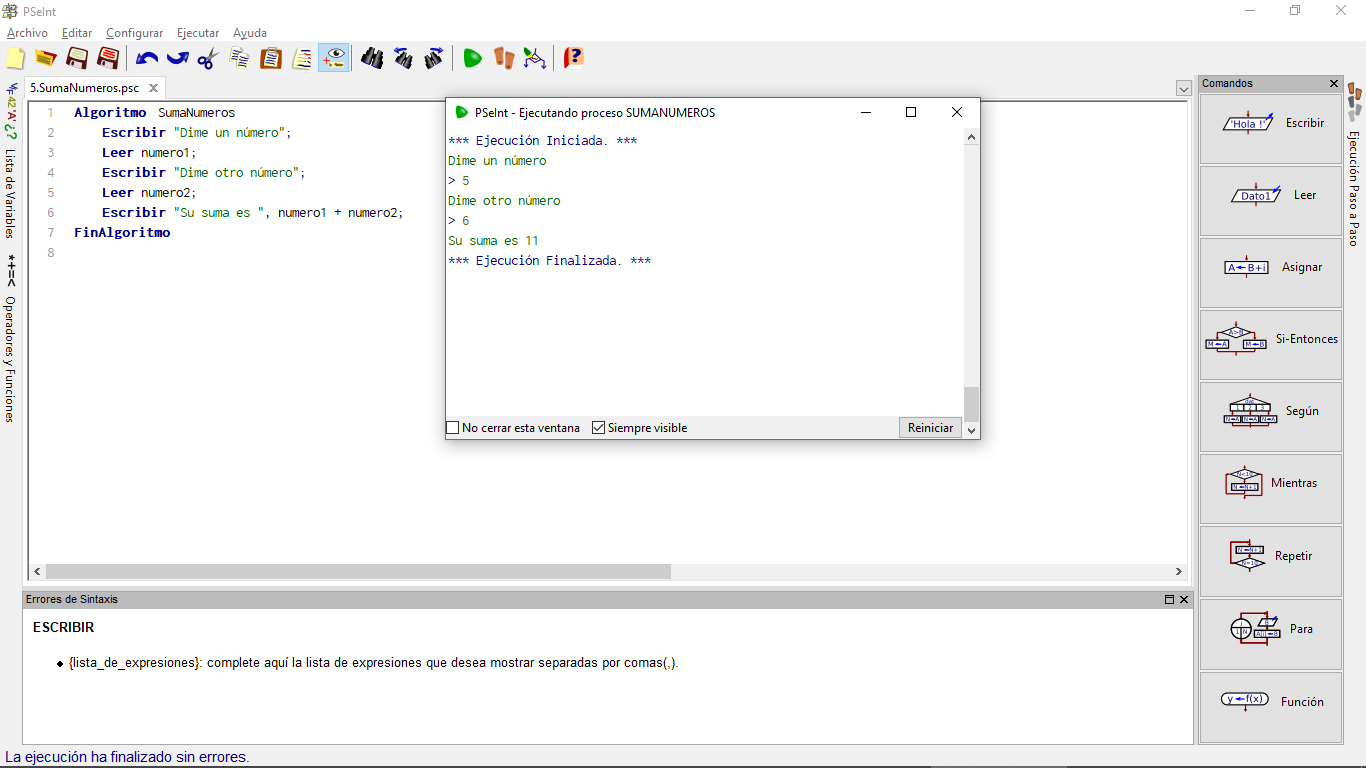 PSeInt
Archivo Editar Configurar Ejecutar Ayuda
5.SumaNumeros.psc
1 Algoritmo SumaNumeros
2 Escribir "Dime un número";
3 Leer numero1;
4 Escribir "Dime otro número";
5 Leer numero2;
6 Escribir "Su suma es ", numero1 + numero2;
7 FinAlgoritmo
8
PSeInt - Ejecutando proceso SUMANUMEROS
*** Ejecución Iniciada. ***
Dime un número
> 5
Dime otro número
> 6
Su suma es 11
*** Ejecución Finalizada. ***
No cerrar esta ventana
Siempre visible
Reiniciar
42 'A' ¿?
Lista de Variables
*+=<
Operadores y Funciones
Comandos
'Hola !' Escribir
Dato1 Leer
A B+i Asignar
A>B
M A M B
Si-Entonces
Según
Mientras
Repetir
Para
y f(x) Función
Ejecución Paso a Paso
Errores de Sintaxis
ESCRIBIR
{lista_de_expresiones}: complete aquí la lista de expresiones que desea mostrar separadas por comas(,).
La ejecución ha finalizado sin errores.